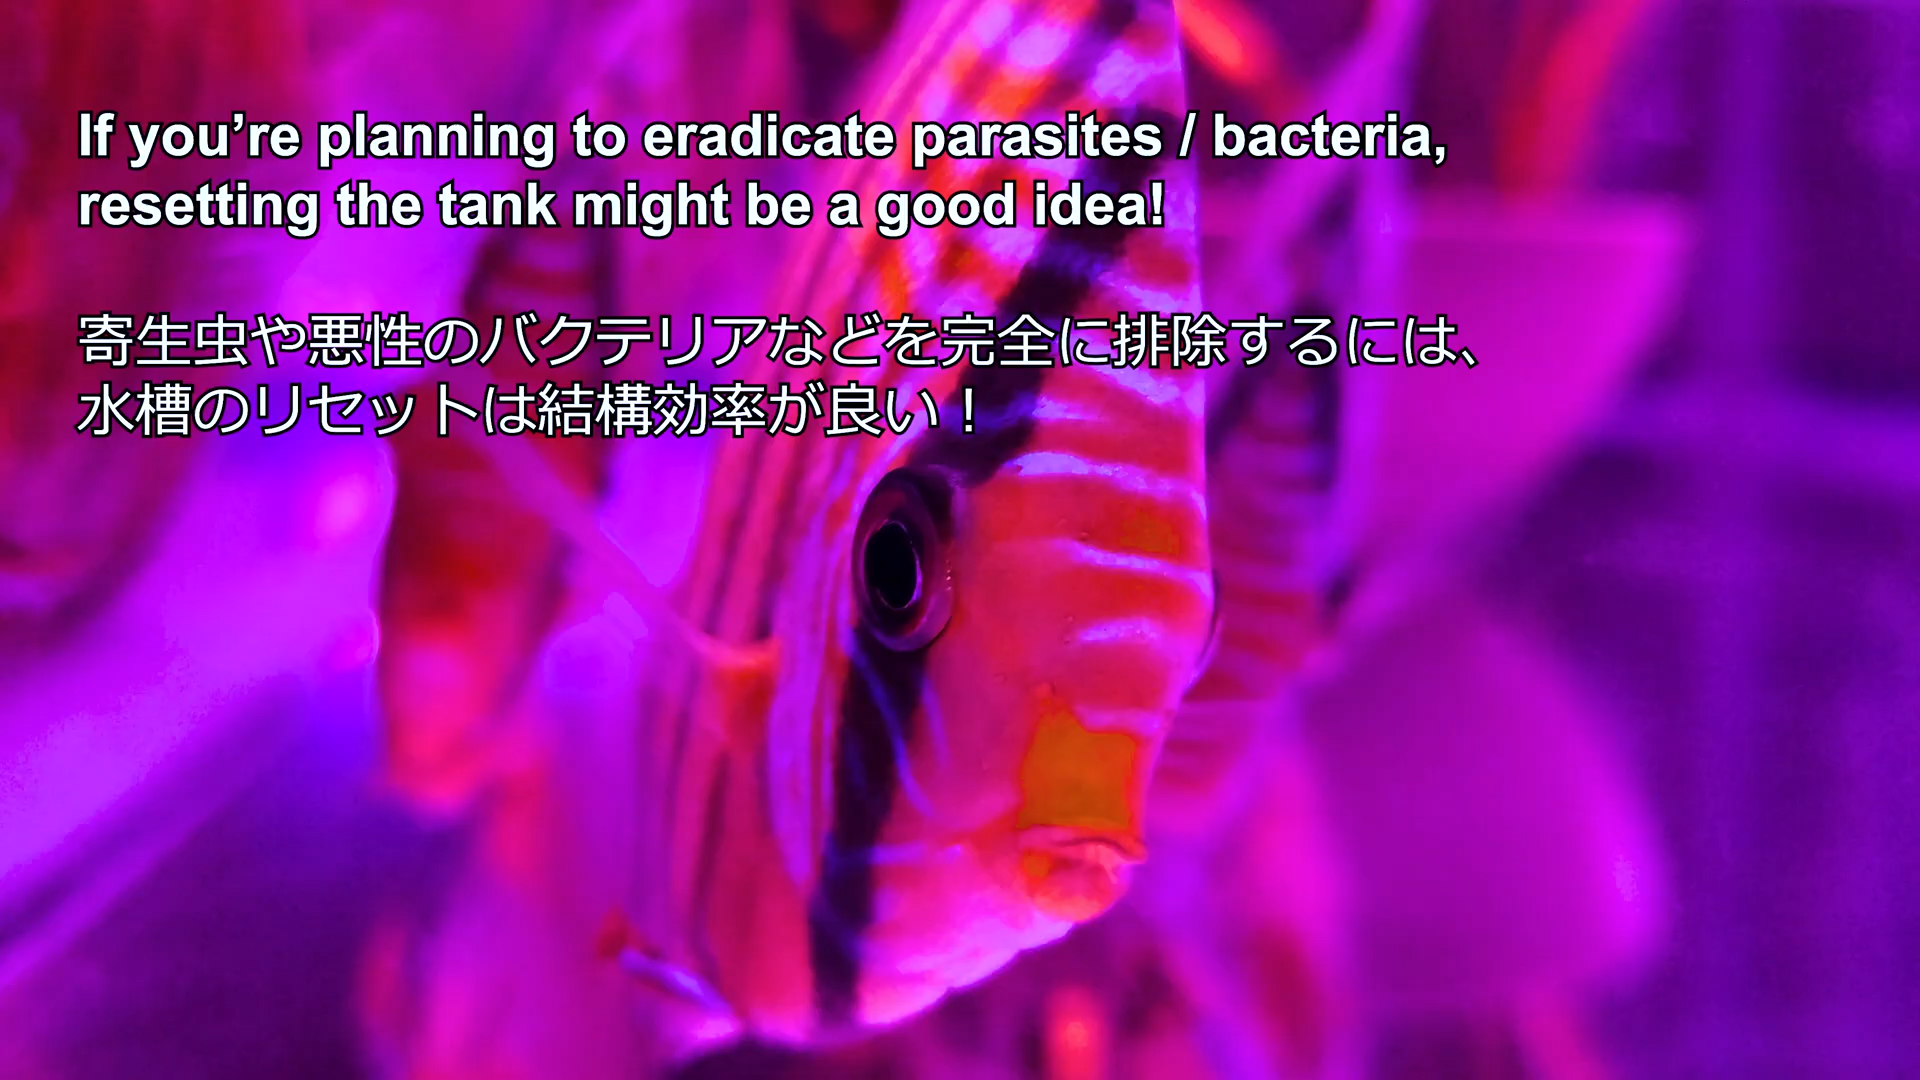 If you’re planning to eradicate parasites / bacteria,
resetting the tank might be a good idea!
寄生虫や悪性のバクテリアなどを完全に排除するには、
水槽のリセットは結構効率が良い！